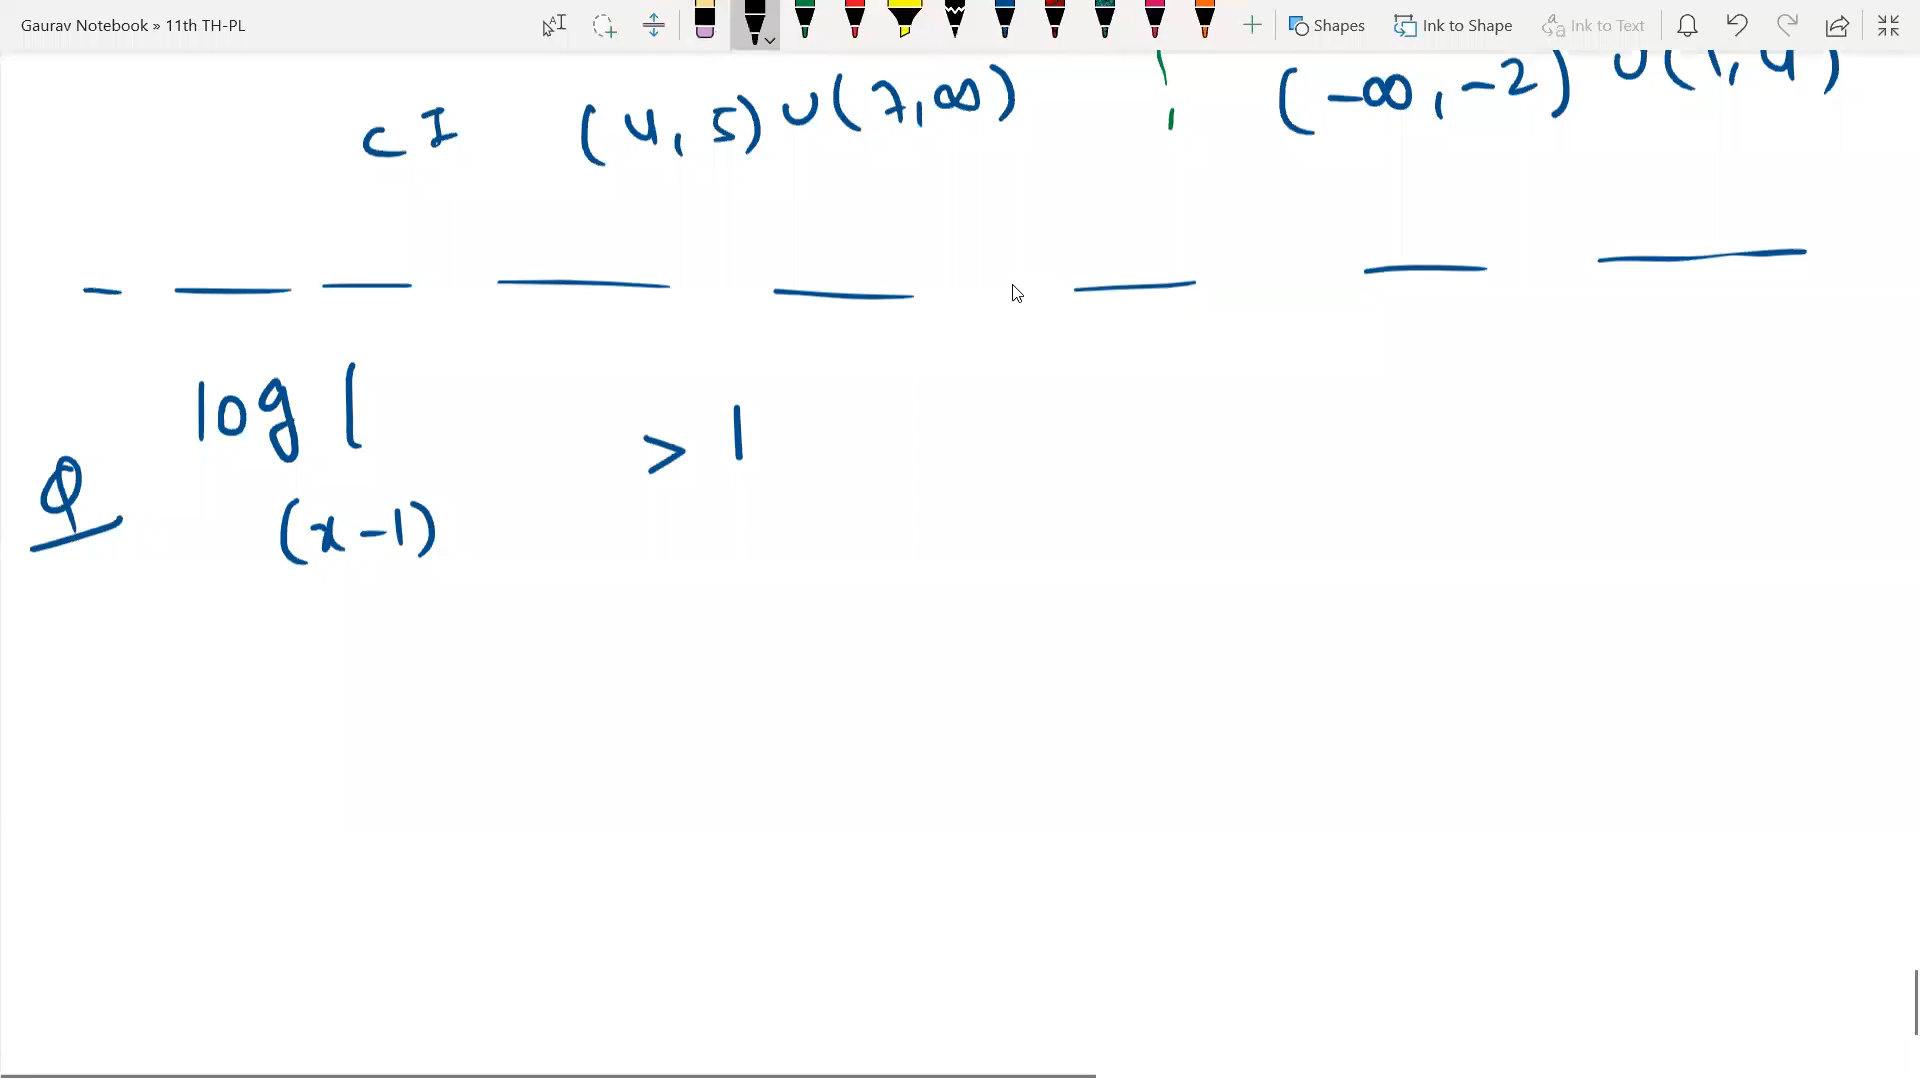 Gaurav Notebook » 11th TH-PL Shapes Ink to Shape Ink to Text
CI (4, 5) ∪ (7, ∞) (-∞, -2) ∪ (1, 4)
log ( > 1
Q
(x-1)